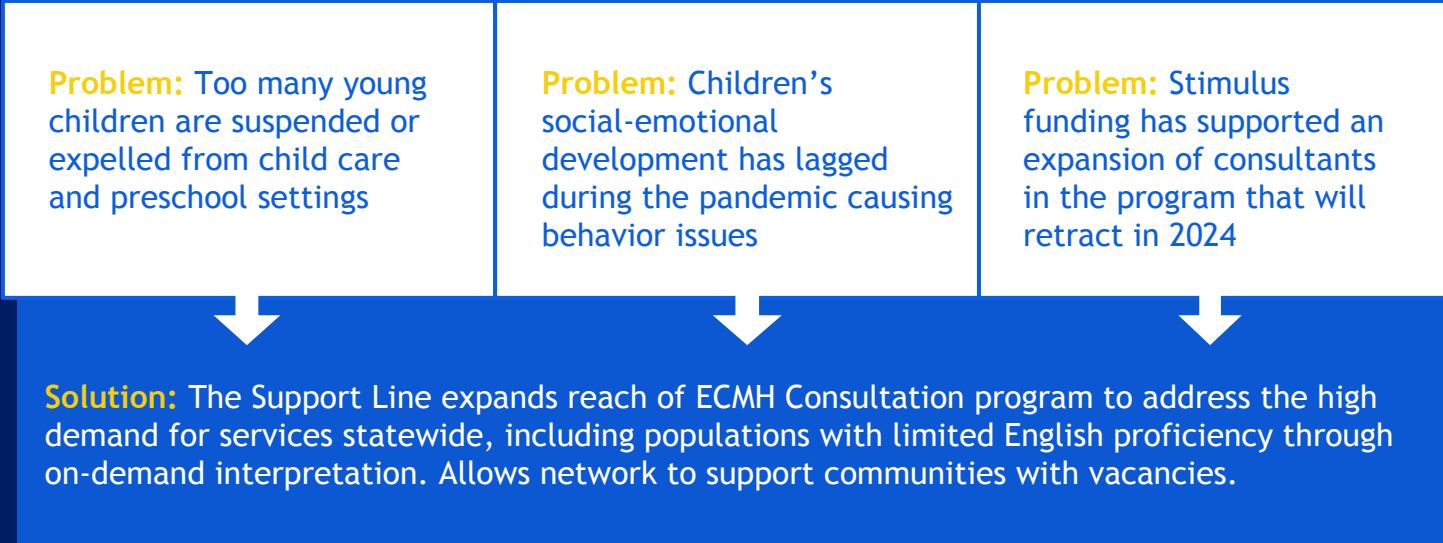 Problem: Too many young
children are suspended or
expelled from child care
and preschool settings
Problem: Children’s
social-emotional
development has lagged
during the pandemic causing
behavior issues
Problem: Stimulus
funding has supported an
expansion of consultants
in the program that will
retract in 2024
Solution: The Support Line expands reach of ECMH Consultation program to address the high
demand for services statewide, including populations with limited English proficiency through
on-demand interpretation. Allows network to support communities with vacancies.